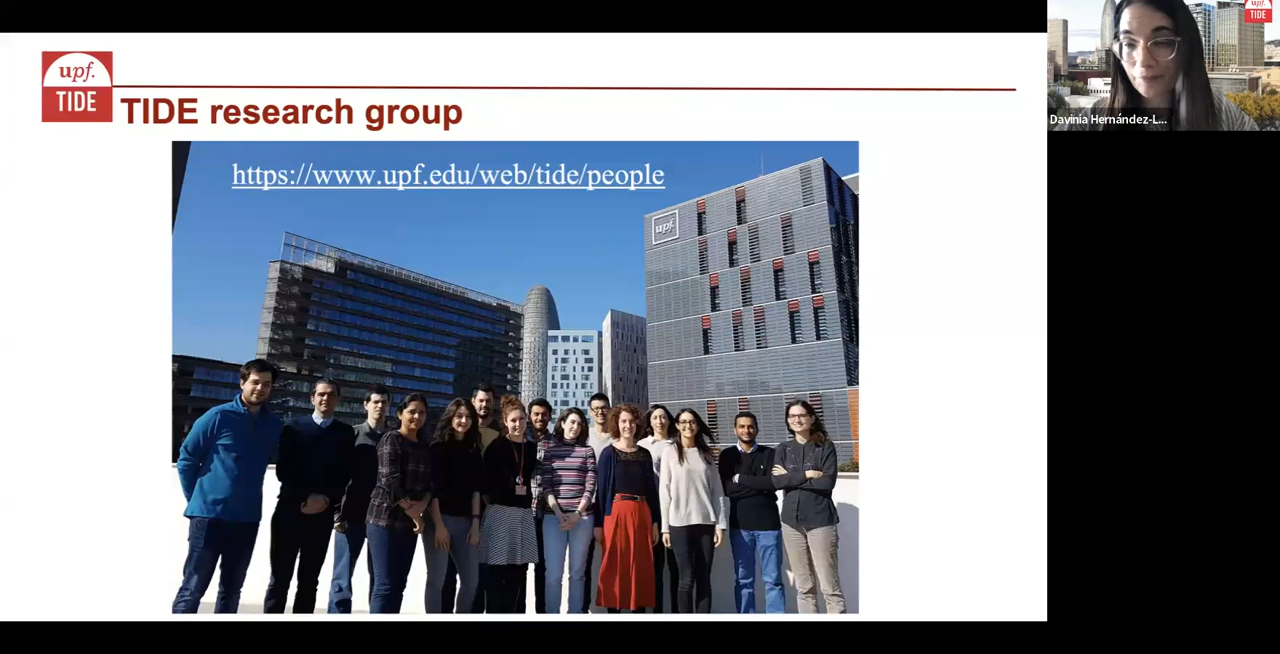 upf.
TIDE
TIDE research group
https://www.upf.edu/web/tide/people
upf.
upf.
TIDE
Davinia Hernández-L...